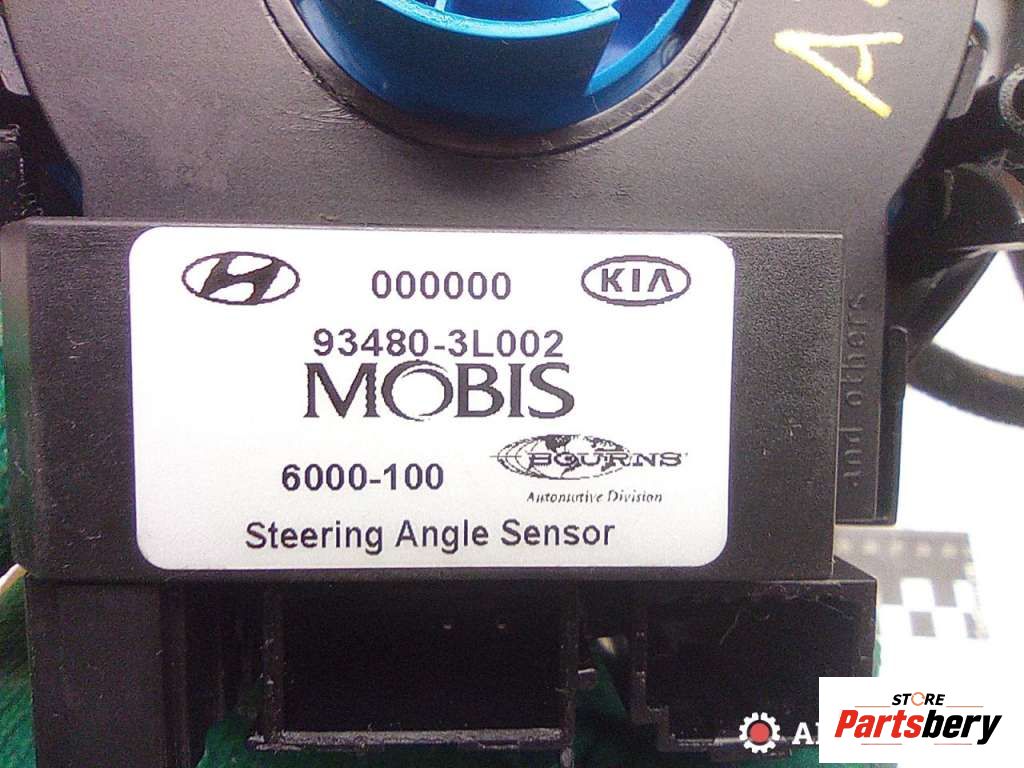 000000
KIA
93480-3L002
MOBIS
BOURNS
6000-100
Automotive Division
Steering Angle Sensor
and others
STORE
Partsbery